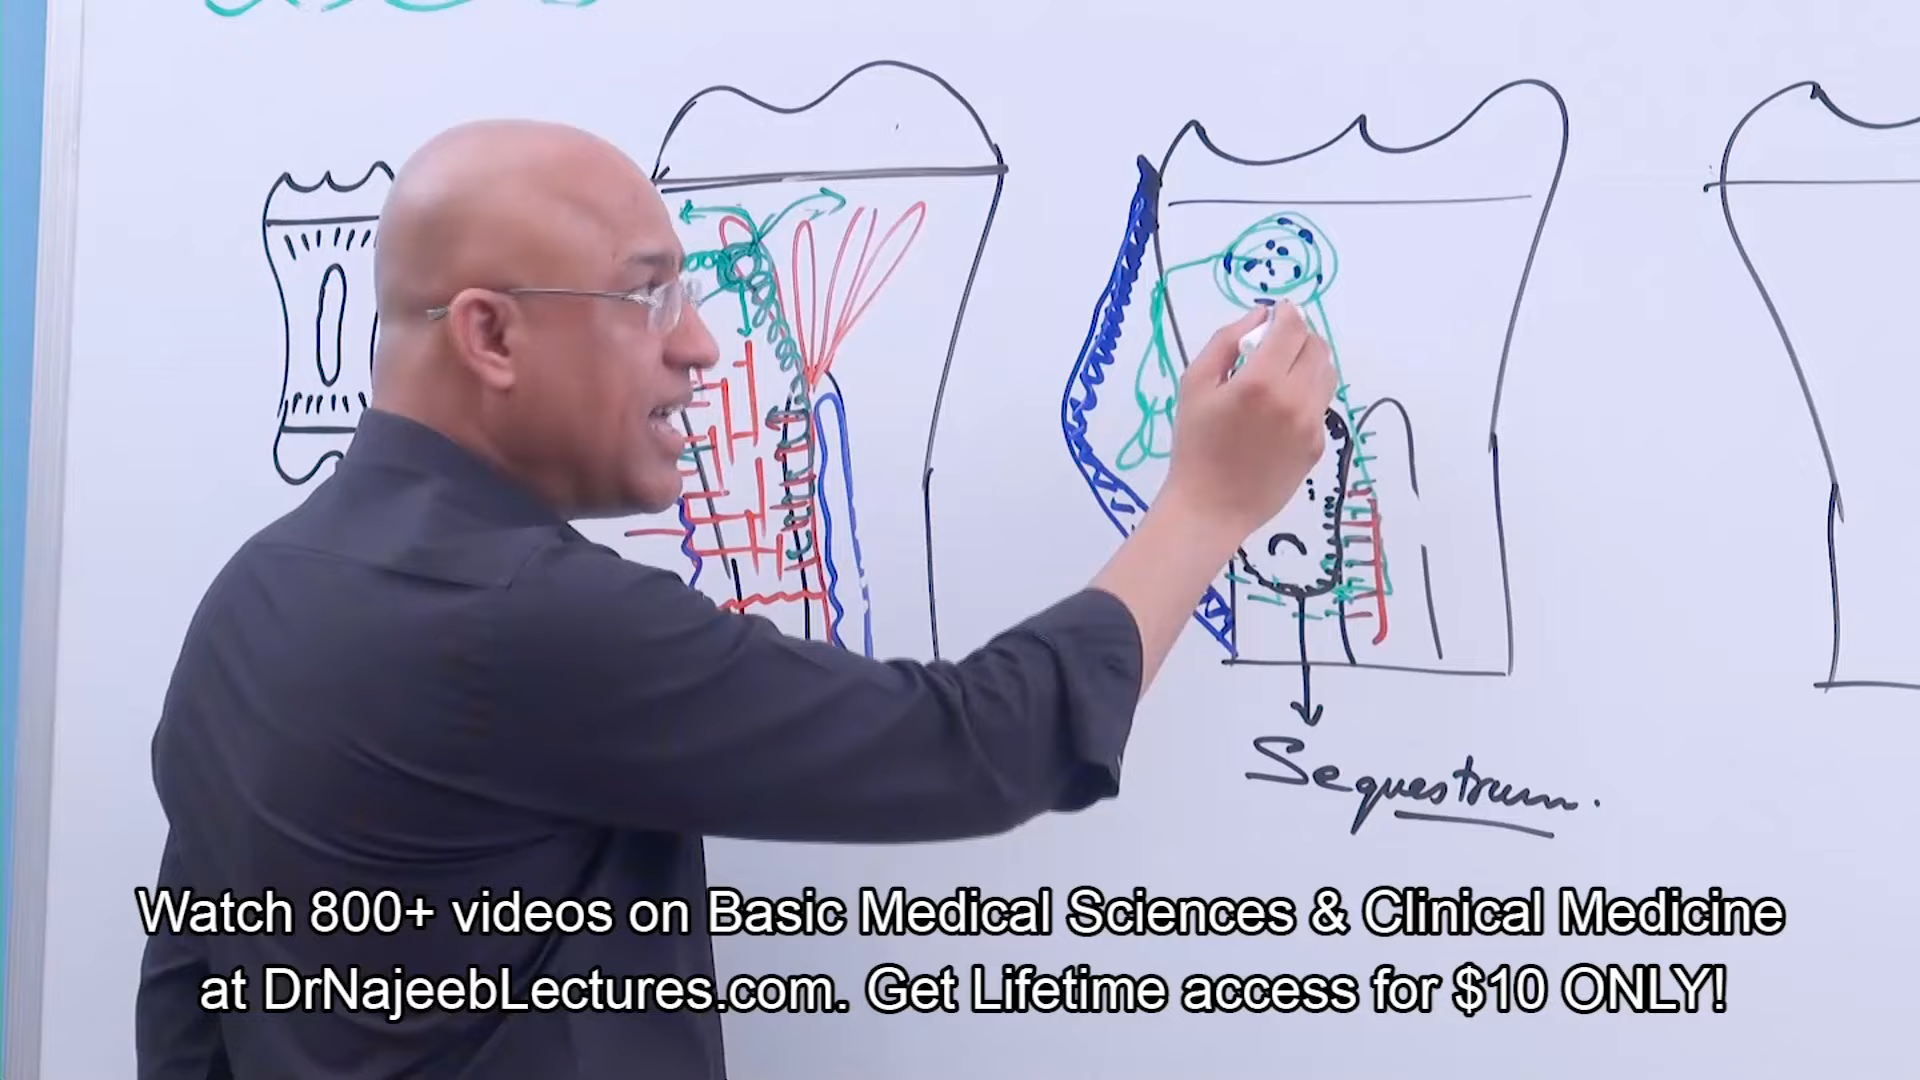 Sequestrum.
Watch 800+ videos on Basic Medical Sciences & Clinical Medicine
at DrNajeebLectures.com. Get Lifetime access for $10 ONLY!